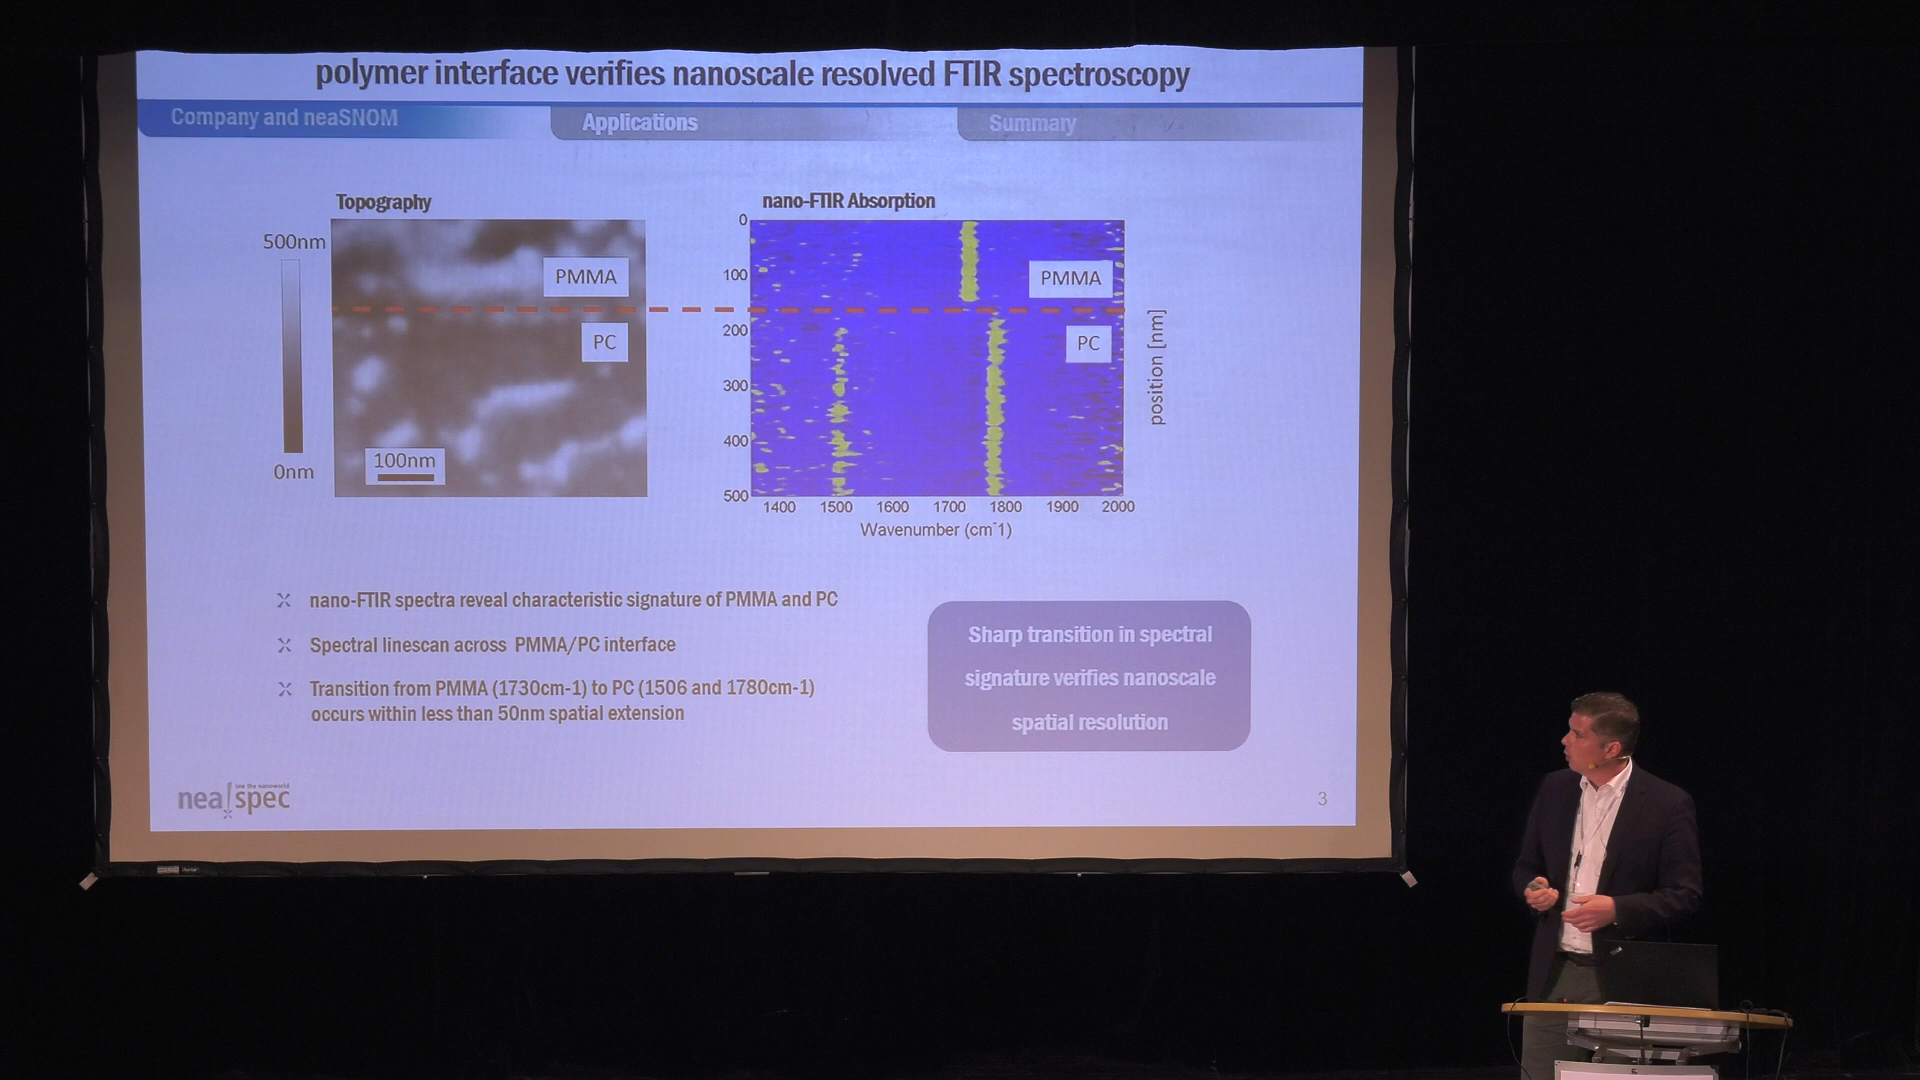 polymer interface verifies nanoscale resolved FTIR spectroscopy
Company and neaSNOM
Applications
Summary
Topography
500nm
0nm
PMMA
PC
100nm
nano-FTIR Absorption
0
100
200
300
400
500
PMMA
PC
position [nm]
1400 1500 1600 1700 1800 1900 2000
Wavenumber (cm-1)
nano-FTIR spectra reveal characteristic signature of PMMA and PC
Spectral linescan across PMMA/PC interface
Transition from PMMA (1730cm-1) to PC (1506 and 1780cm-1)
occurs within less than 50nm spatial extension
Sharp transition in spectral
signature verifies nanoscale
spatial resolution
see the nanoworld
nea spec
3